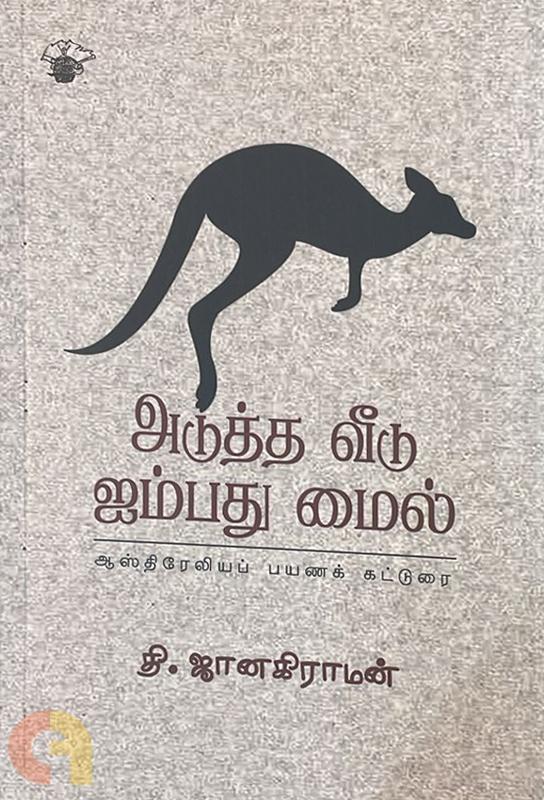 அடுத்த வீடு
ஐம்பது மைல்
ஆஸ்திரேலியப் பயணக் கட்டுரை
தி. ஜானகிராமன்